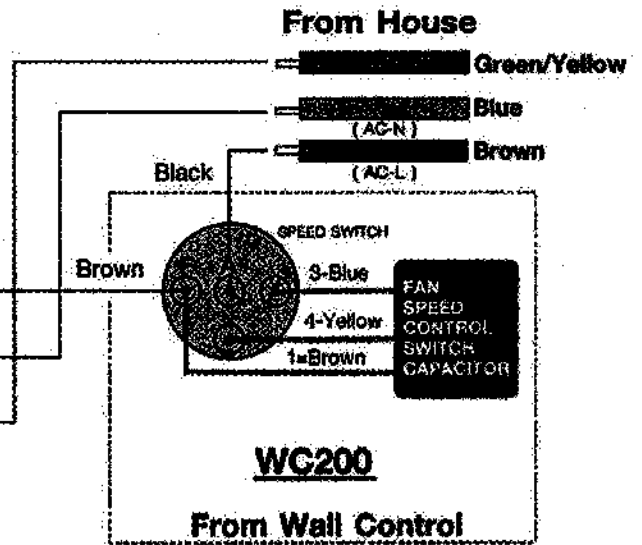 From House
Green/Yellow
Blue
( AC-N )
Brown
( AC-L )
Black
SPEED SWITCH
Brown
3-Blue
4-Yellow
1=Brown
FAN
SPEED
CONTROL
SWITCH
CAPACITOR
WC200
From Wall Control